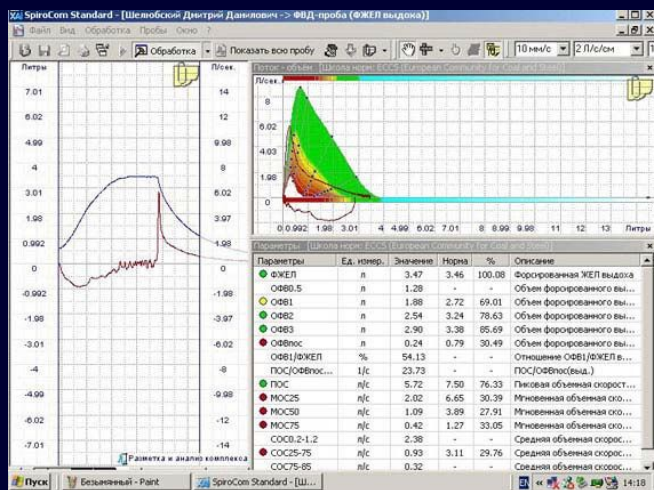 SpiroCom Standard - [Шелюбский Дмитрий Данилович -> ФВД-проба (ФЖЕЛ выдоха)]
Файл Вид Обработка Пробы Окно ?
Обработка Показать всю пробу 10 мм/с 2 Л/с/см
Литры Л/сек.
7.01 14
6.02 12
4.99 9.98
4 8
3.01 6.02
1.98 3.97
0.992 1.98
0 0
-0.992 -1.98
-1.98 -3.97
-3.01 -6.02
-4 -8
-4.99 -9.98
-6.02 -12
-7.01 -14
Разметка и анализ комплекса
Поток - объём: [Школа норм: ECCS (European Community for Coal and Steel)]
Л/сек.
8
6.02
4.03
1.98
0
0 0.992 1.98 3.01 4 4.99 6.02 7.01 8 8.99 9.98 11 12 13 Литры
Параметры: [Школа норм: ECCS (European Community for Coal and Steel)]
Параметры Ед. измер. Значение Норма % Описание
ФЖЕЛ л 3.47 3.46 100.08 Форсированная ЖЕЛ выдоха
ОФВ0.5 л 1.28 - - Объем форсированного вы...
ОФВ1 л 1.88 2.72 69.01 Объем форсированного вы...
ОФВ2 л 2.54 3.24 78.63 Объем форсированного вы...
ОФВ3 л 2.90 3.38 85.69 Объем форсированного вы...
ОФВпос л 0.24 0.79 30.49 Объем форсированного вы...
ОФВ1/ФЖЕЛ % 54.13 - - Отношение ОФВ1/ФЖЕЛ в...
ПОС/ОФВпос... 1/с 23.73 - - ПОС/ОФВпос(выд.)
ПОС л/с 5.72 7.50 76.33 Пиковая объемная скорост...
МОС25 л/с 2.02 6.65 30.39 Мгновенная объемная ско...
МОС50 л/с 1.09 3.89 27.91 Мгновенная объемная ско...
МОС75 л/с 0.42 1.27 33.05 Мгновенная объемная ско...
СОС0.2-1.2 л/с 2.38 - - Средняя объемная скорос...
СОС25-75 л/с 0.93 3.11 29.76 Средняя объемная скорос...
СОС75-85 л/с 0.32 - - Средняя объемная скорос...
Пуск Безымянный - Paint SpiroCom Standard - [Ш... EN « 14:18